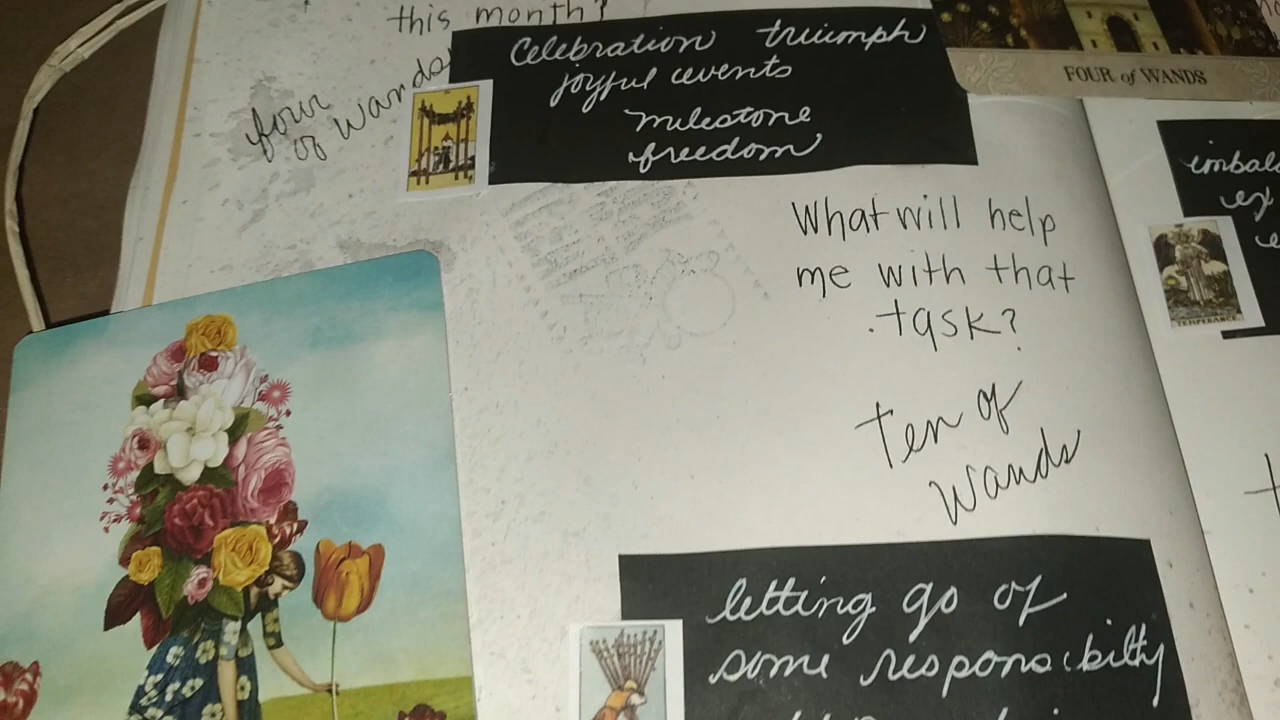 this month?
four
of wands
Celebration triumph
joyful events
milestone
freedom
FOUR of WANDS
What will help
me with that
task?
Ten of
Wands
letting go of
some responsibilty
TEMPERANCE